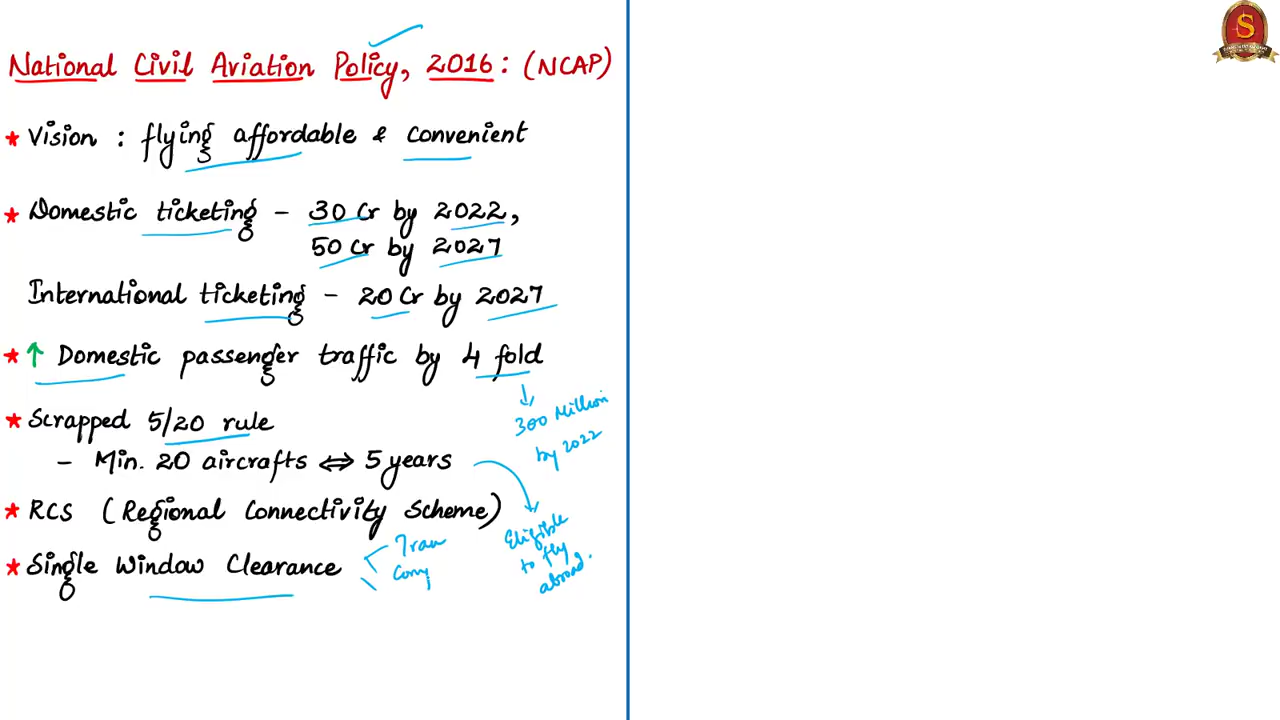 National Civil Aviation Policy, 2016: (NCAP)
* Vision : flying affordable & convenient
* Domestic ticketing - 30 Cr by 2022,
50 Cr by 2027
International ticketing - 20 Cr by 2027
* ↑ Domestic passenger traffic by 4 fold
↓
300 Million
by 2022
* Scrapped 5/20 rule
- Min. 20 aircrafts ⇔ 5 years
Eligible
to fly
abroad.
* RCS (Regional Connectivity Scheme)
* Single Window Clearance
S